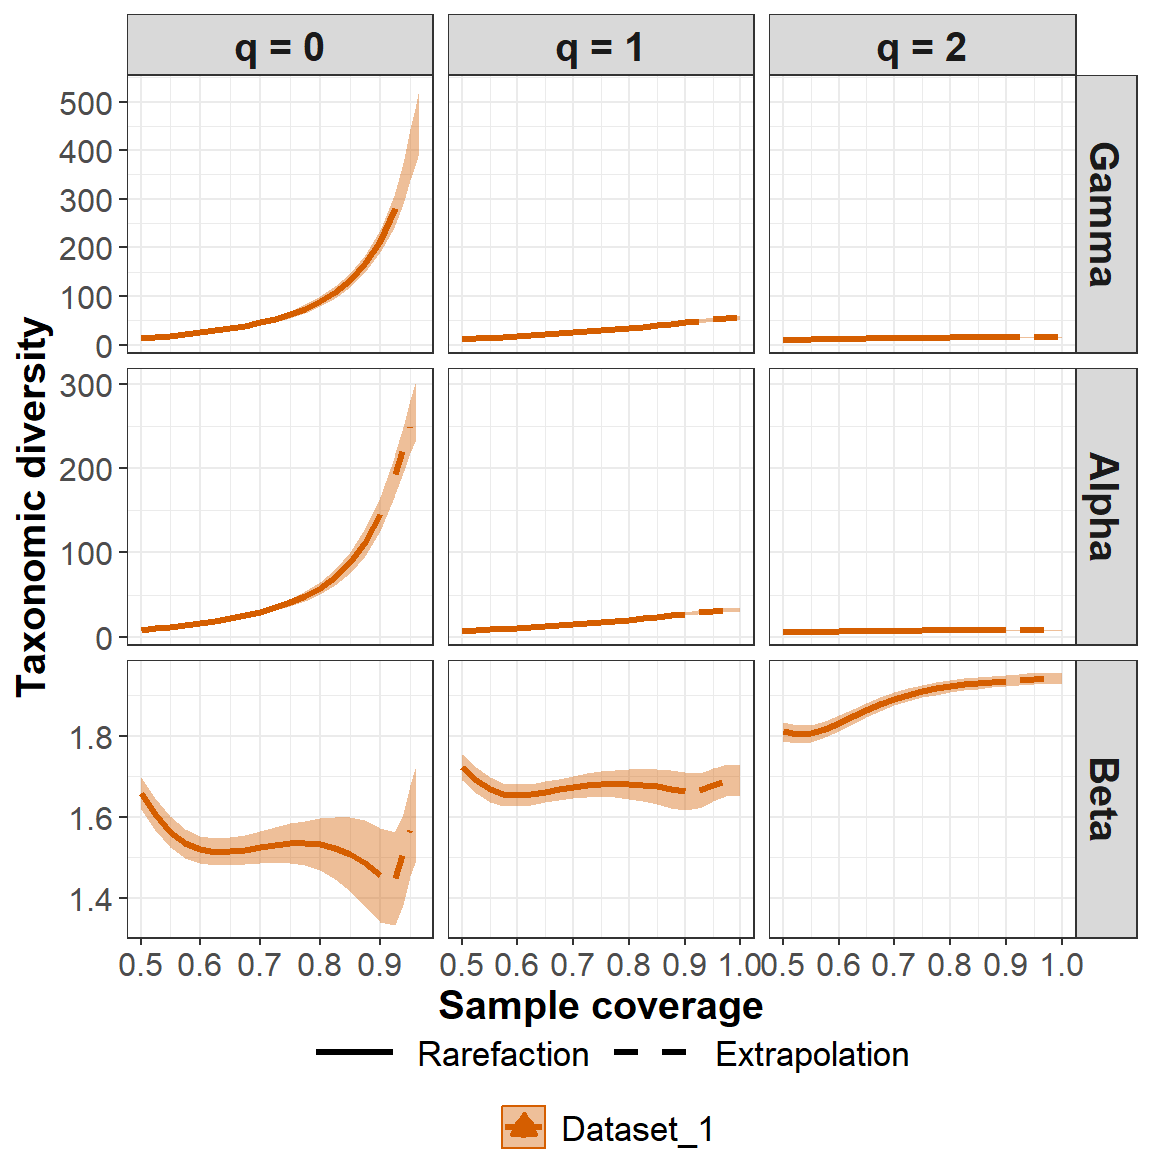 q = 0 q = 1 q = 2
Taxonomic diversity
500
400
300
200
100
0
Gamma
300
200
100
0
Alpha
1.8
1.6
1.4
Beta
0.5 0.6 0.7 0.8 0.9 0.5 0.6 0.7 0.8 0.9 1.0 0.5 0.6 0.7 0.8 0.9 1.0
Sample coverage
Rarefaction Extrapolation
Dataset_1